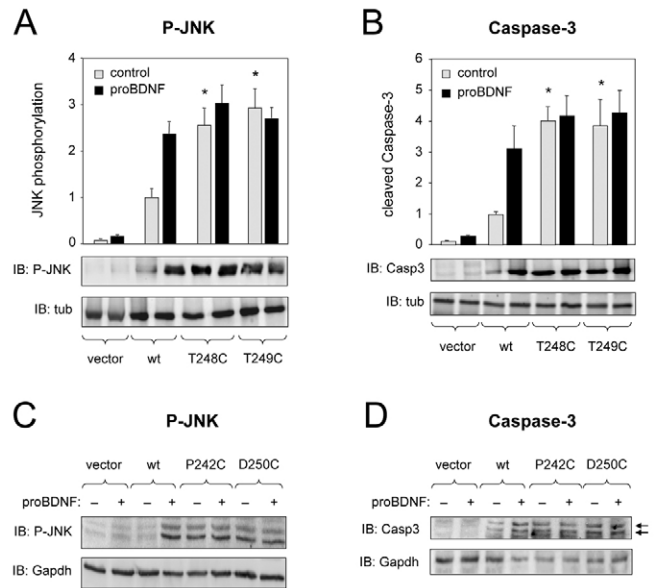 A
P-JNK
4
3
2
1
0
JNK phosphorylation
control
proBDNF
*
*
IB: P-JNK
IB: tub
vector wt T248C T249C
B
Caspase-3
6
5
4
3
2
1
0
cleaved Caspase-3
control
proBDNF
*
*
IB: Casp3
IB: tub
vector wt T248C T249C
C
P-JNK
vector wt P242C D250C
proBDNF: – + – + – + – +
IB: P-JNK
IB: Gapdh
D
Caspase-3
vector wt P242C D250C
proBDNF: – + – + – + – +
IB: Casp3
IB: Gapdh